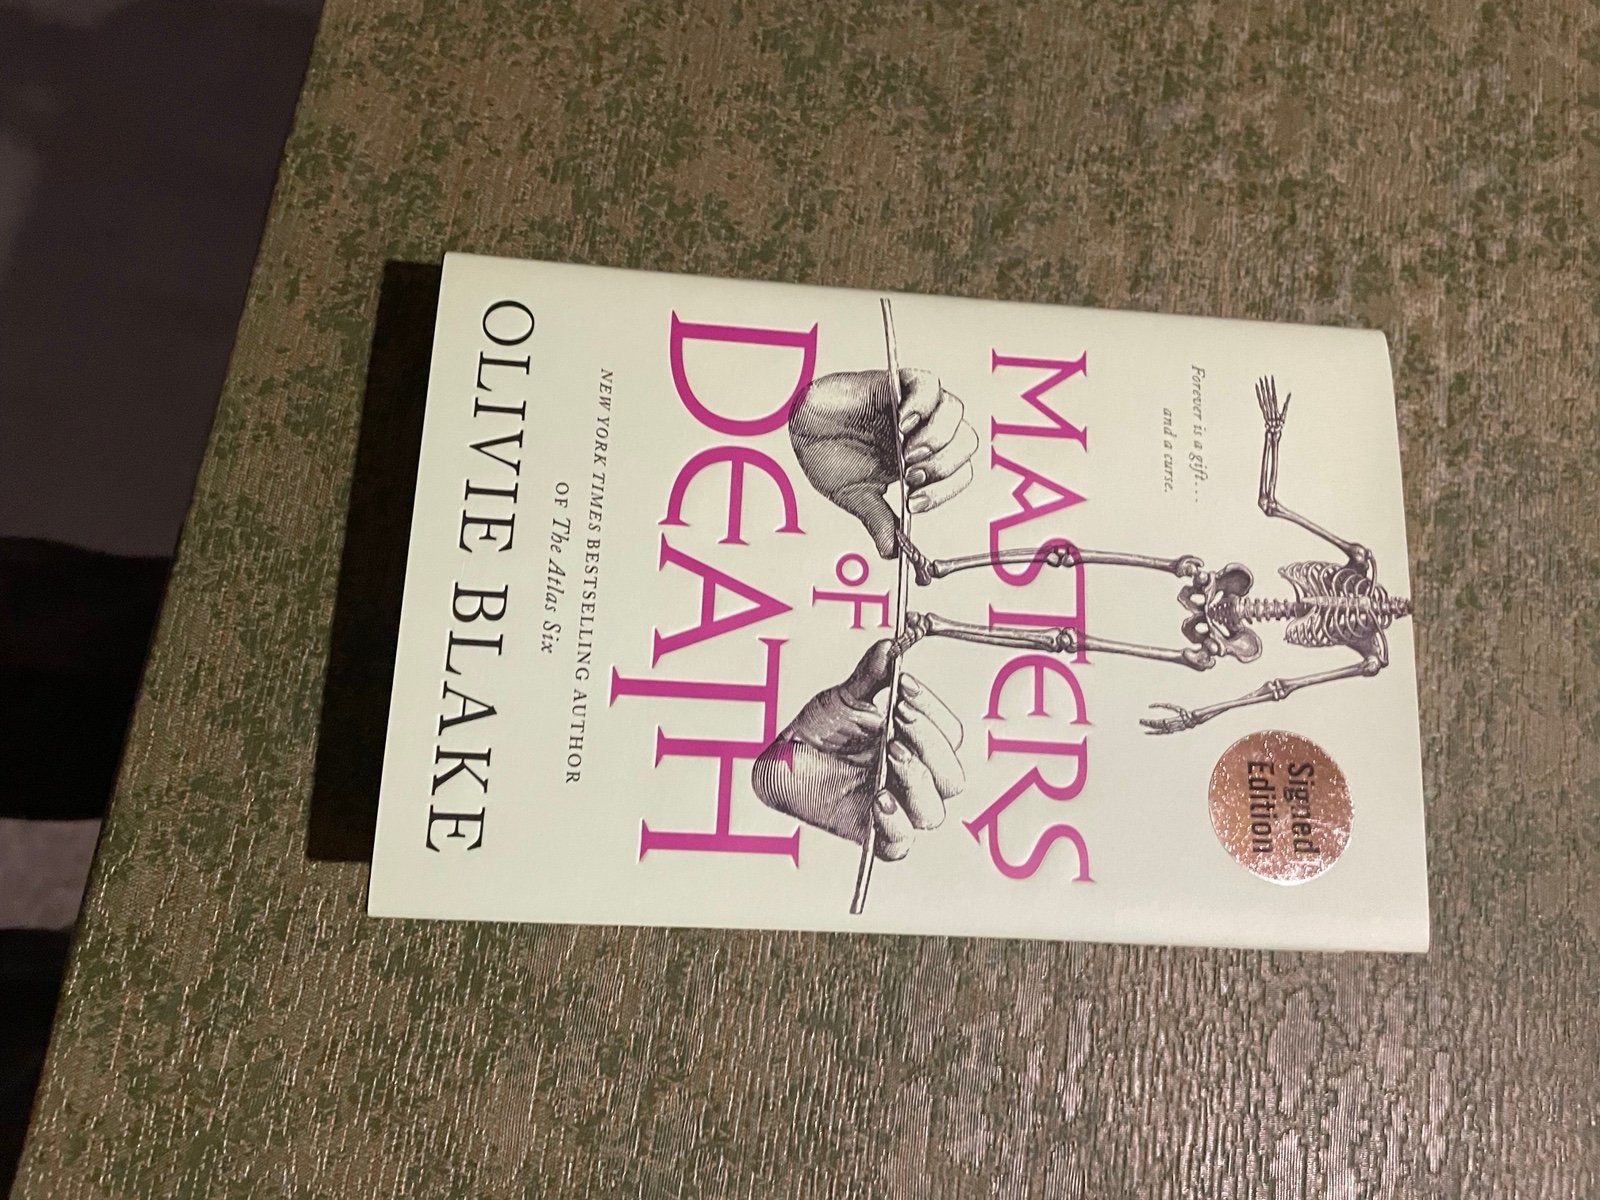 Forever is a gift...
and a curse.
Signed
Edition
MASTERS
OF
DEATH
NEW YORK TIMES BESTSELLING AUTHOR
OF The Atlas Six
OLIVIE BLAKE